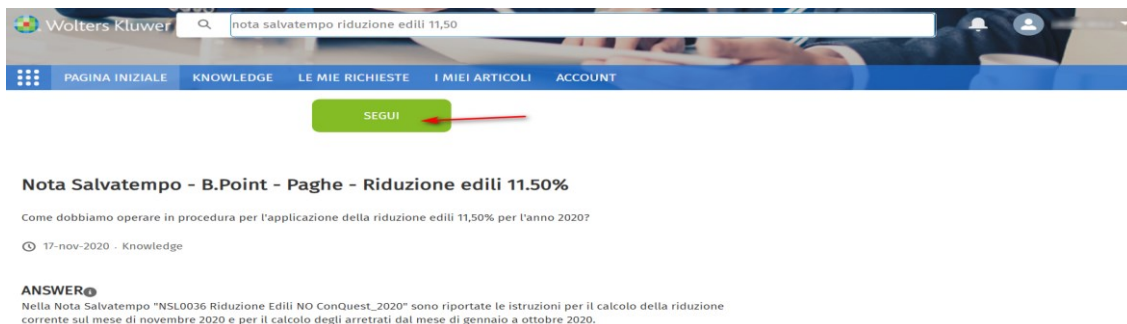 Wolters Kluwer
nota salvatempo riduzione edili 11,50
PAGINA INIZIALE KNOWLEDGE LE MIE RICHIESTE I MIEI ARTICOLI ACCOUNT
SEGUI
Nota Salvatempo - B.Point - Paghe - Riduzione edili 11.50%
Come dobbiamo operare in procedura per l'applicazione della riduzione edili 11,50% per l'anno 2020?
17-nov-2020 - Knowledge
ANSWER
Nella Nota Salvatempo "NSL0036 Riduzione Edili NO ConQuest_2020" sono riportate le istruzioni per il calcolo della riduzione
corrente sul mese di novembre 2020 e per il calcolo degli arretrati dal mese di gennaio a ottobre 2020.